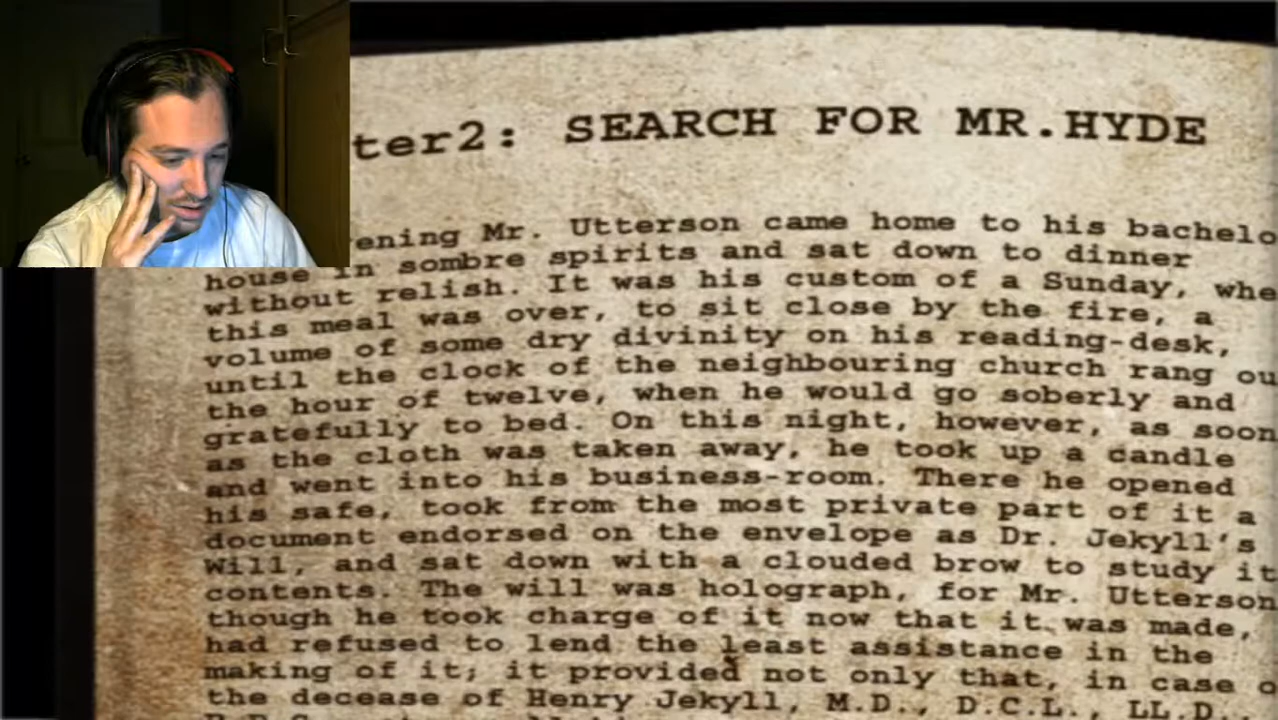 ter2: SEARCH FOR MR.HYDE
ening Mr. Utterson came home to his bachelo
house in sombre spirits and sat down to dinner
without relish. It was his custom of a Sunday, whe
this meal was over, to sit close by the fire, a
volume of some dry divinity on his reading-desk,
until the clock of the neighbouring church rang ou
the hour of twelve, when he would go soberly and
gratefully to bed. On this night, however, as soon
as the cloth was taken away, he took up a candle
and went into his business-room. There he opened
his safe, took from the most private part of it a
document endorsed on the envelope as Dr. Jekyll's
Will, and sat down with a clouded brow to study it
contents. The will was holograph, for Mr. Utterson
though he took charge of it now that it was made,
had refused to lend the least assistance in the
making of it; it provided not only that, in case o
the decease of Henry Jekyll, M.D., D.C.L., LL.D.,